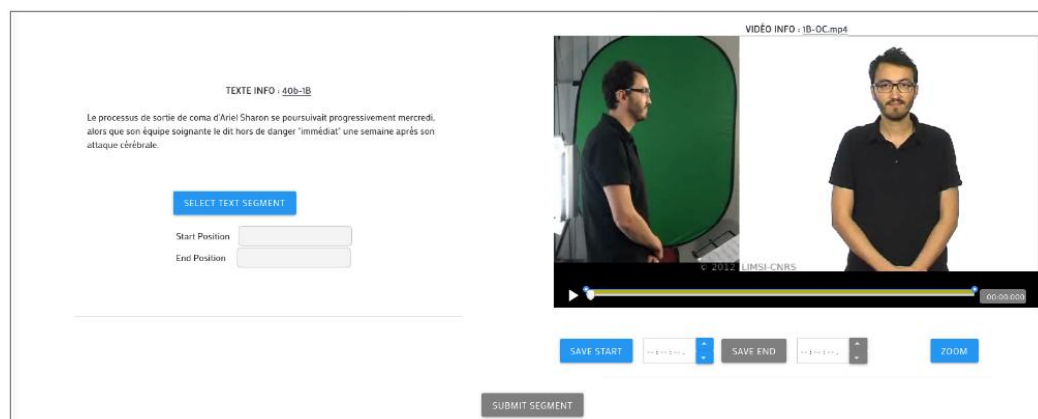 TEXTE INFO : 40b-1B
Le processus de sortie de coma d'Ariel Sharon se poursuivait progressivement mercredi,
alors que son équipe soignante le dit hors de danger "immédiat" une semaine après son
attaque cérébrale.
SELECT TEXT SEGMENT
Start Position
End Position
VIDÉO INFO : 1B-OC.mp4
© 2012 LIMSI-CNRS
00:00.000
SAVE START
--:--:--.
SAVE END
--:--:--.
ZOOM
SUBMIT SEGMENT